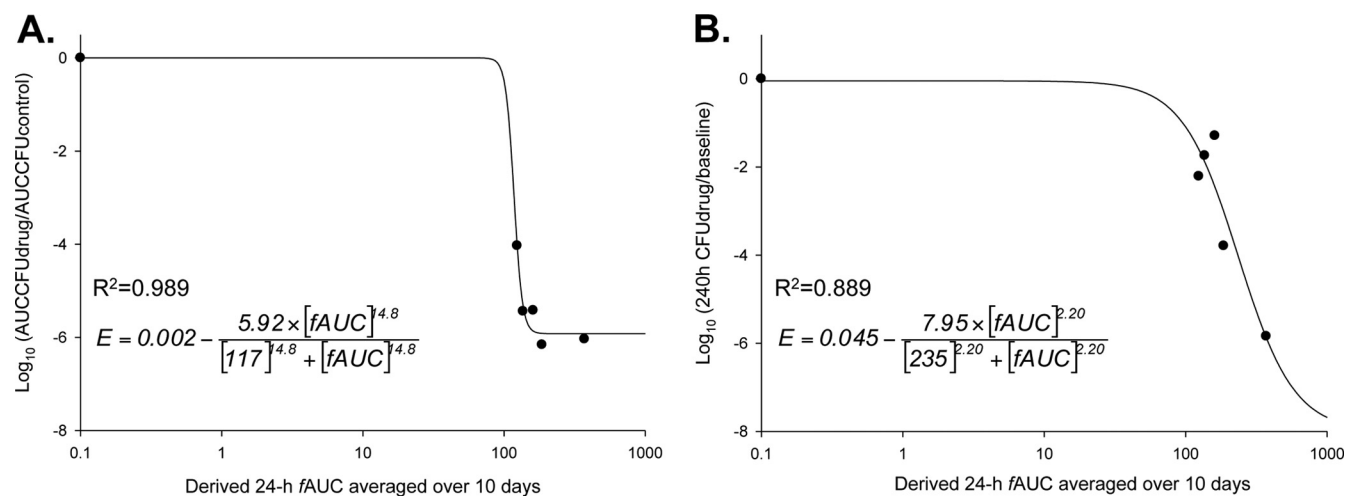 A.
Log10 (AUCCFUdrug/AUCCFUcontrol)
0
-2
-4
-6
-8
R²=0.989
E = 0.002 − 5.92 × [fAUC]^14.8 / [117]^14.8 + [fAUC]^14.8
0.1 1 10 100 1000
Derived 24-h fAUC averaged over 10 days
B.
Log10 (240h CFUdrug/baseline)
0
-2
-4
-6
-8
R²=0.889
E = 0.045 − 7.95 × [fAUC]^2.20 / [235]^2.20 + [fAUC]^2.20
0.1 1 10 100 1000
Derived 24-h fAUC averaged over 10 days